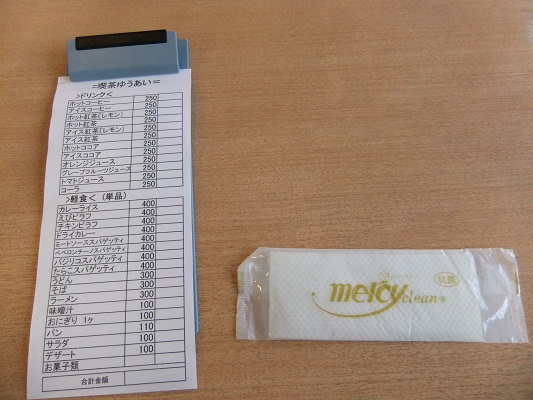 =喫茶ゆうあい=
>ドリンク<
ホットコーヒー 250
アイスコーヒー 250
ホット紅茶(レモン) 250
ホット紅茶 250
アイス紅茶(レモン) 250
アイス紅茶 250
ホットココア 250
アイスココア 250
オレンジジュース 250
グレープフルーツジュース 250
トマトジュース 250
コーラ 250
>軽食<(単品)
カレーライス 400
えびピラフ 400
チキンピラフ 400
ドライカレー 400
ミートソーススパゲッティ 400
ペペロンチーノスパゲッティ 400
バジリコスパゲッティ 400
たらこスパゲッティ 400
うどん 300
そば 300
ラーメン 300
味噌汁 100
おにぎり 1ヶ 100
パン 110
サラダ 100
デザート
お菓子類
合計金額
抗菌
mercy clean